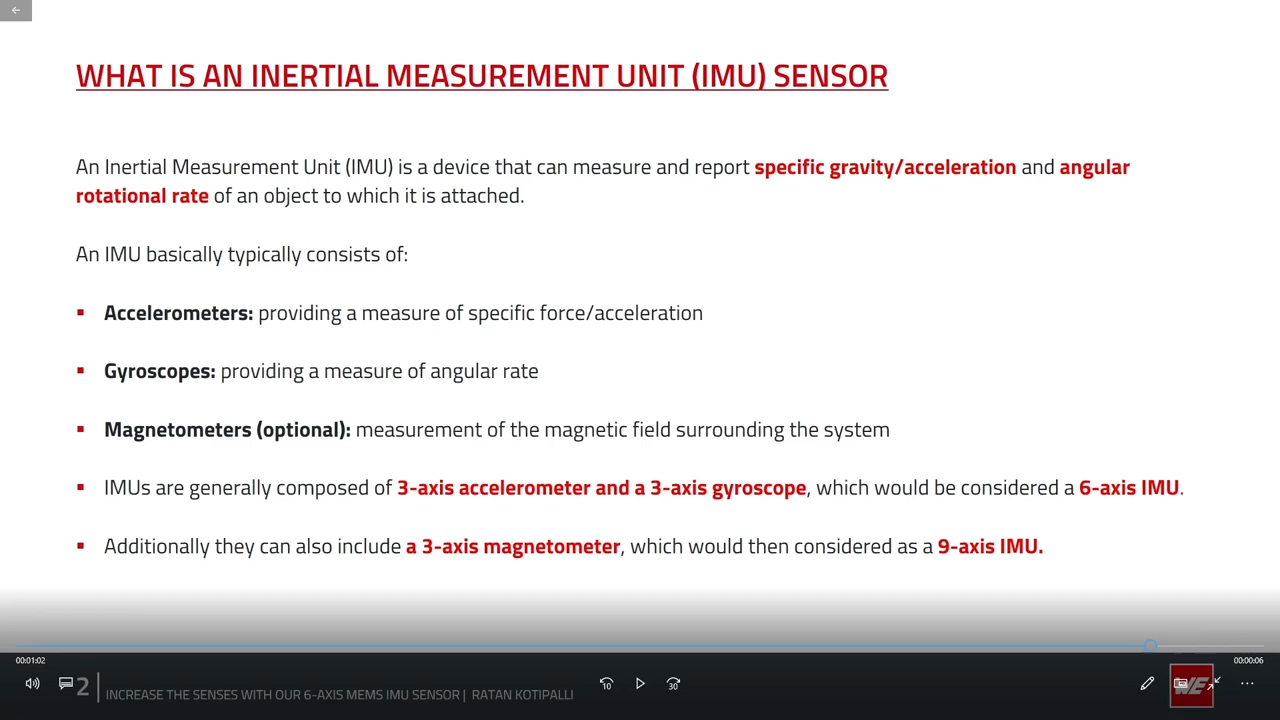 WHAT IS AN INERTIAL MEASUREMENT UNIT (IMU) SENSOR
An Inertial Measurement Unit (IMU) is a device that can measure and report specific gravity/acceleration and angular
rotational rate of an object to which it is attached.
An IMU basically typically consists of:
Accelerometers: providing a measure of specific force/acceleration
Gyroscopes: providing a measure of angular rate
Magnetometers (optional): measurement of the magnetic field surrounding the system
IMUs are generally composed of 3-axis accelerometer and a 3-axis gyroscope, which would be considered a 6-axis IMU.
Additionally they can also include a 3-axis magnetometer, which would then considered as a 9-axis IMU.
00:01:02
00:00:06
2 | INCREASE THE SENSES WITH OUR 6-AXIS MEMS IMU SENSOR | RATAN KOTIPALLI
10
30
WE